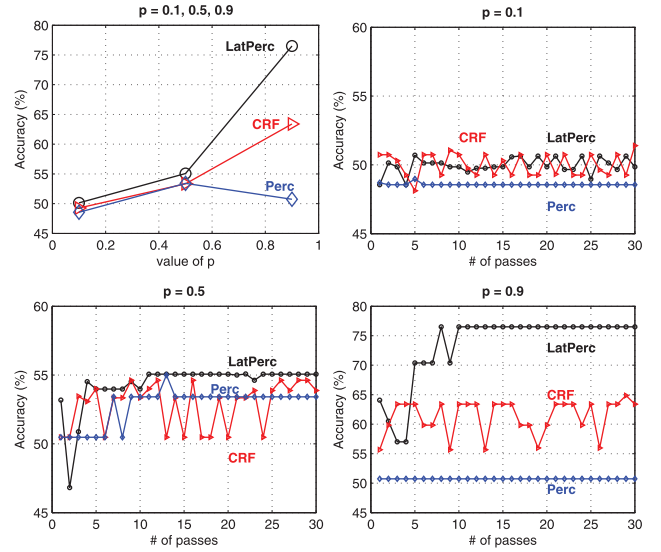 p = 0.1, 0.5, 0.9
80
75
70
65
60
55
50
45
Accuracy (%)
LatPerc
CRF
Perc
0
0.2
0.4
0.6
0.8
1
value of p
p = 0.1
60
55
50
45
Accuracy (%)
CRF
LatPerc
Perc
0
5
10
15
20
25
30
# of passes
p = 0.5
60
55
50
45
Accuracy (%)
LatPerc
Perc
CRF
0
5
10
15
20
25
30
# of passes
p = 0.9
80
75
70
65
60
55
50
45
Accuracy (%)
LatPerc
CRF
Perc
0
5
10
15
20
25
30
# of passes